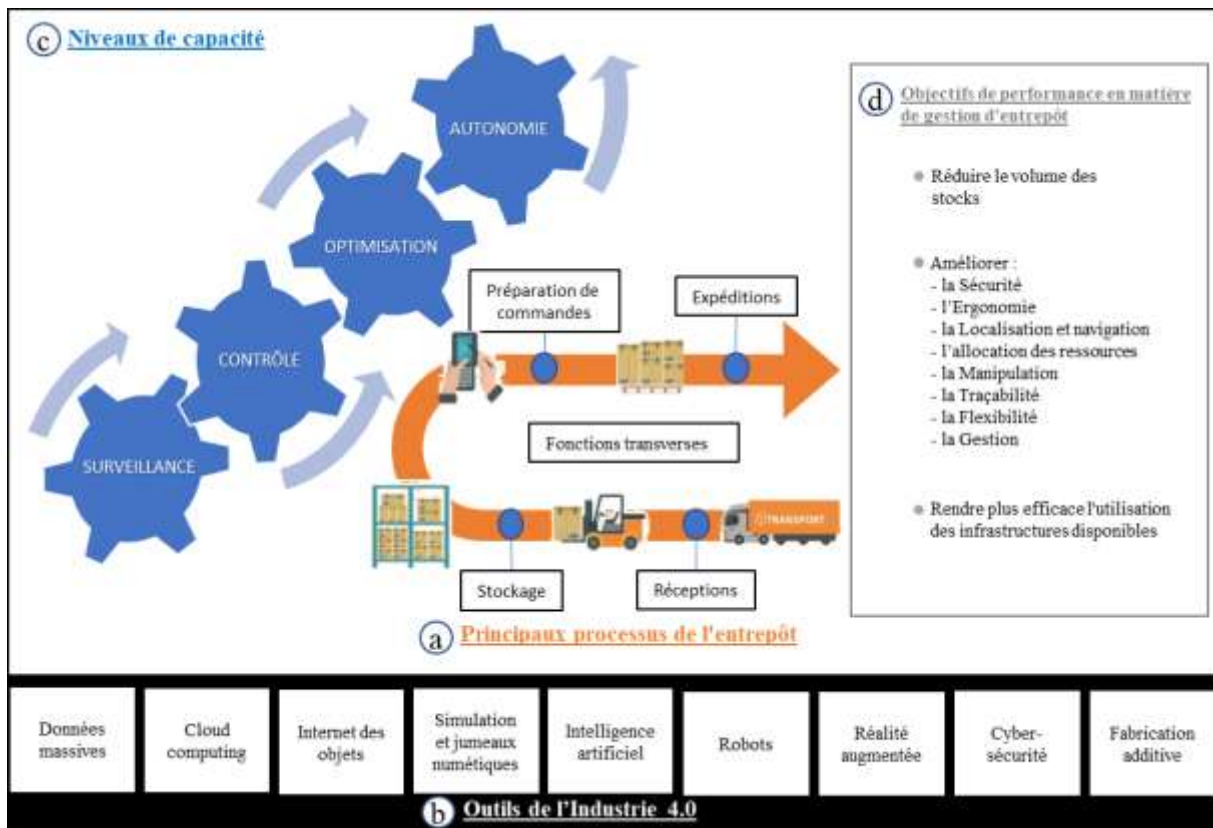 c Niveaux de capacité
AUTONOMIE
OPTIMISATION
CONTRÔLE
SURVEILLANCE
Préparation de
commandes
Expéditions
Fonctions transverses
TRANSPORT
Stockage
Réceptions
a Principaux processus de l'entrepôt
d Objectifs de performance en matière
de gestion d'entrepôt
Réduire le volume des
stocks
Améliorer :
- la Sécurité
- l'Ergonomie
- la Localisation et navigation
- l'allocation des ressources
- la Manipulation
- la Traçabilité
- la Flexibilité
- la Gestion
Rendre plus efficace l'utilisation
des infrastructures disponibles
Données
massives
Cloud
computing
Internet des
objets
Simulation
et jumeaux
numétiques
Intelligence
artificiel
Robots
Réalité
augmentée
Cyber-
sécurité
Fabrication
additive
b Outils de l'Industrie 4.0